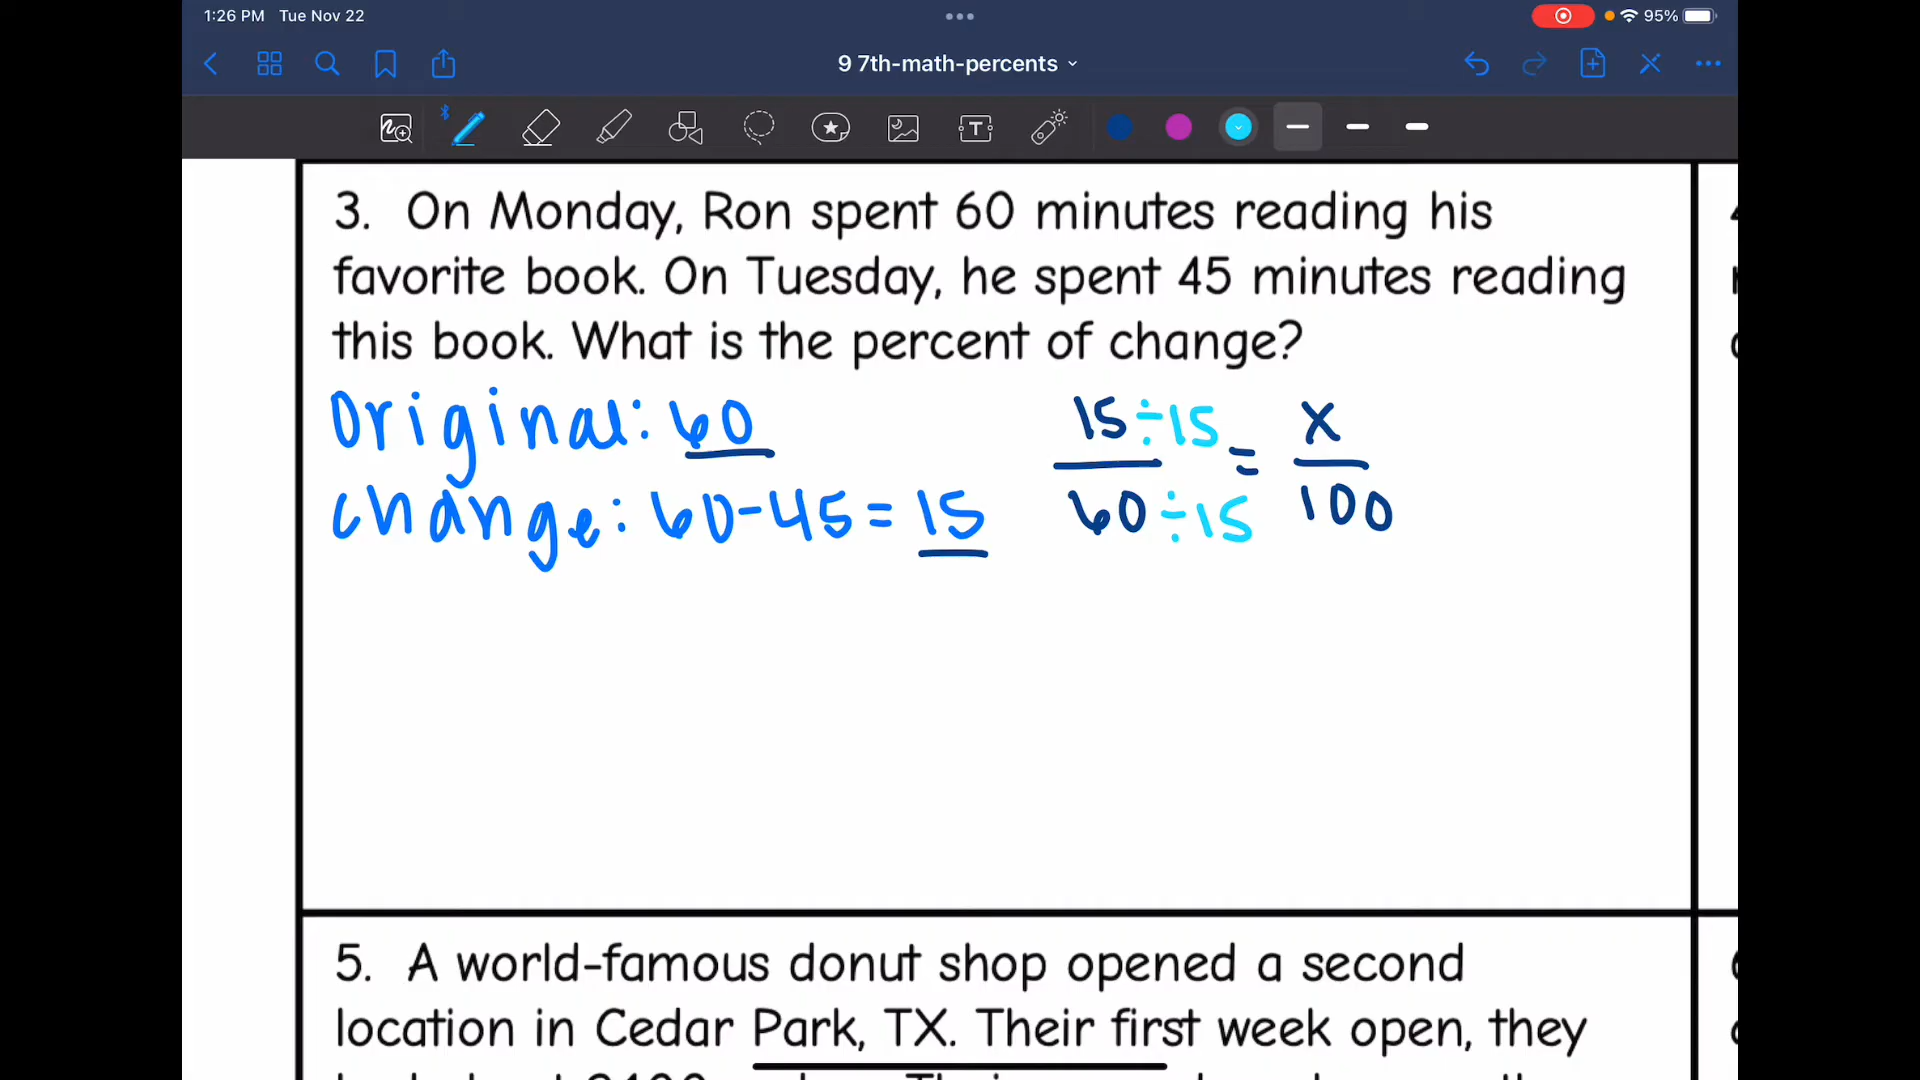 1:26 PM Tue Nov 22
95%
9 7th-math-percents
3. On Monday, Ron spent 60 minutes reading his
favorite book. On Tuesday, he spent 45 minutes reading
this book. What is the percent of change?
Original: 60
change: 60-45 = 15
15÷15 = x
60÷15 100
5. A world-famous donut shop opened a second
location in Cedar Park, TX. Their first week open, they